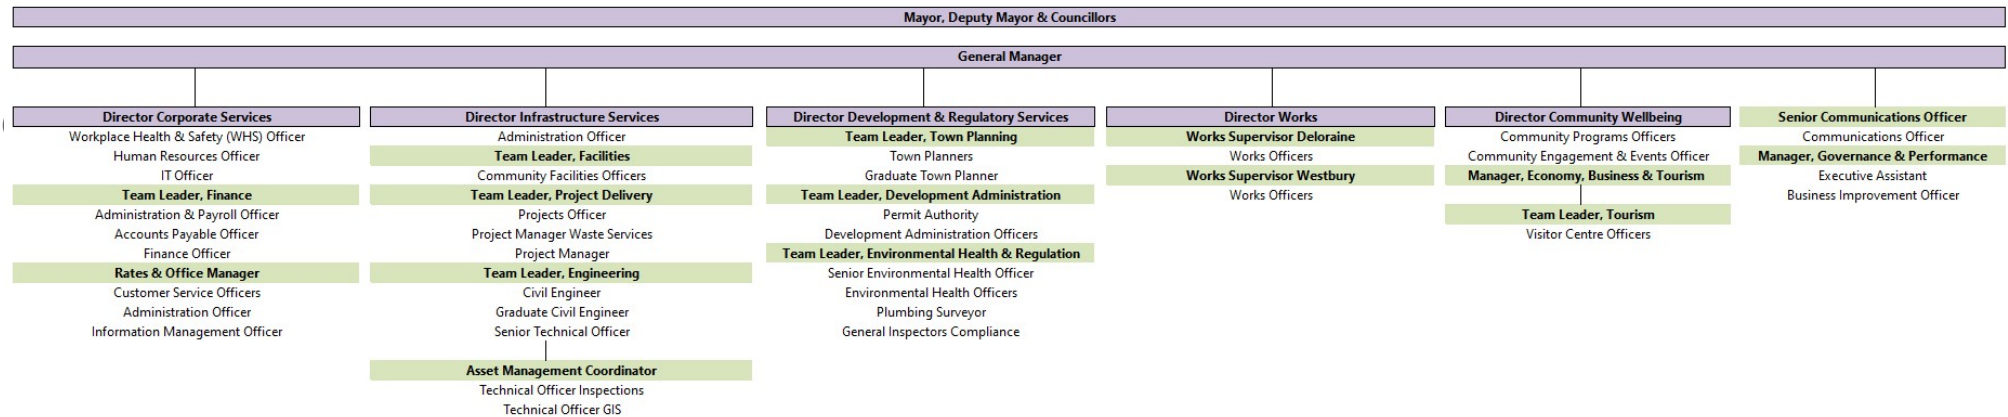 Mayor, Deputy Mayor & Councillors
General Manager
Director Corporate Services
Workplace Health & Safety (WHS) Officer
Human Resources Officer
IT Officer
Team Leader, Finance
Administration & Payroll Officer
Accounts Payable Officer
Finance Officer
Rates & Office Manager
Customer Service Officers
Administration Officer
Information Management Officer
Director Infrastructure Services
Administration Officer
Team Leader, Facilities
Community Facilities Officers
Team Leader, Project Delivery
Projects Officer
Project Manager Waste Services
Project Manager
Team Leader, Engineering
Civil Engineer
Graduate Civil Engineer
Senior Technical Officer
Asset Management Coordinator
Technical Officer Inspections
Technical Officer GIS
Director Development & Regulatory Services
Team Leader, Town Planning
Town Planners
Graduate Town Planner
Team Leader, Development Administration
Permit Authority
Development Administration Officers
Team Leader, Environmental Health & Regulation
Senior Environmental Health Officer
Environmental Health Officers
Plumbing Surveyor
General Inspectors Compliance
Director Works
Works Supervisor Deloraine
Works Officers
Works Supervisor Westbury
Works Officers
Director Community Wellbeing
Community Programs Officers
Community Engagement & Events Officer
Manager, Economy, Business & Tourism
Team Leader, Tourism
Visitor Centre Officers
Senior Communications Officer
Communications Officer
Manager, Governance & Performance
Executive Assistant
Business Improvement Officer